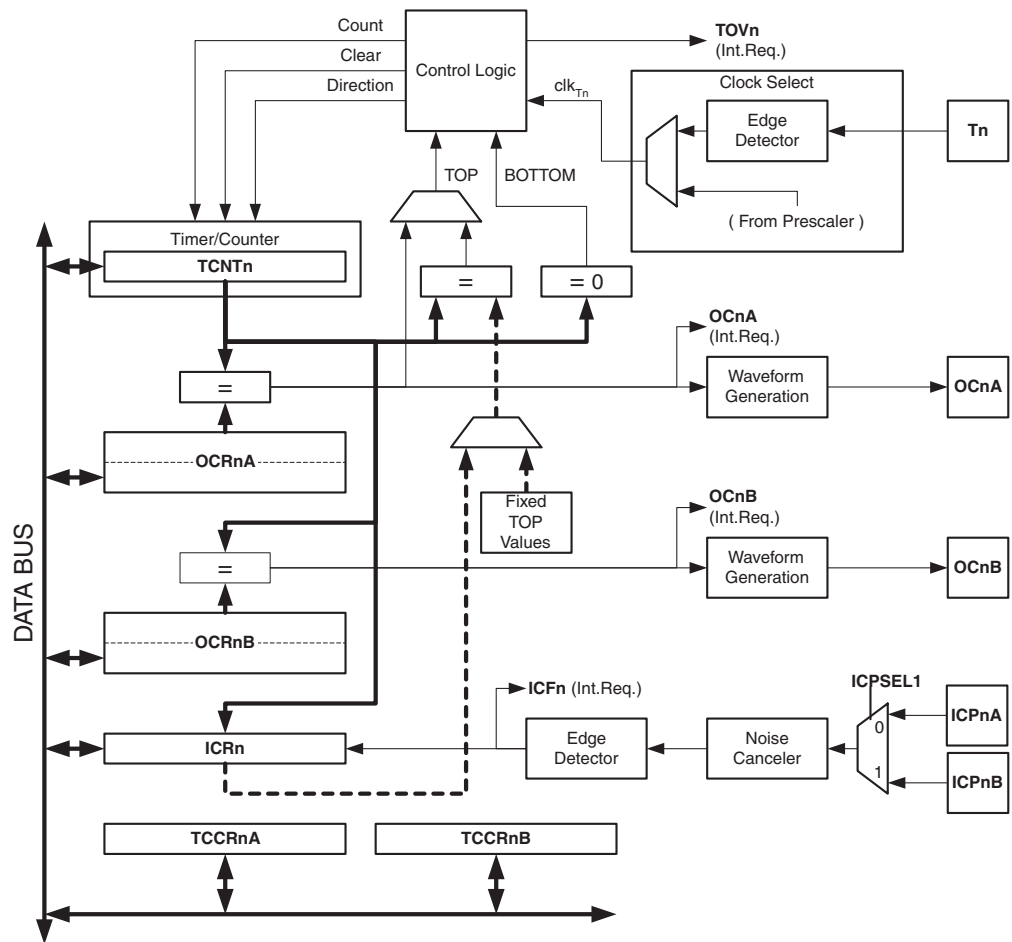 Count
Clear
Direction
Control Logic
TOVn
(Int.Req.)
clkTn
Clock Select
Edge
Detector
Tn
( From Prescaler )
TOP
BOTTOM
Timer/Counter
TCNTn
=
= 0
OCnA
(Int.Req.)
=
Waveform
Generation
OCnA
OCRnA
Fixed
TOP
Values
OCnB
(Int.Req.)
=
Waveform
Generation
OCnB
OCRnB
DATA BUS
ICFn (Int.Req.)
ICPSEL1
ICPnA
0
ICRn
Edge
Detector
Noise
Canceler
1
ICPnB
TCCRnA
TCCRnB